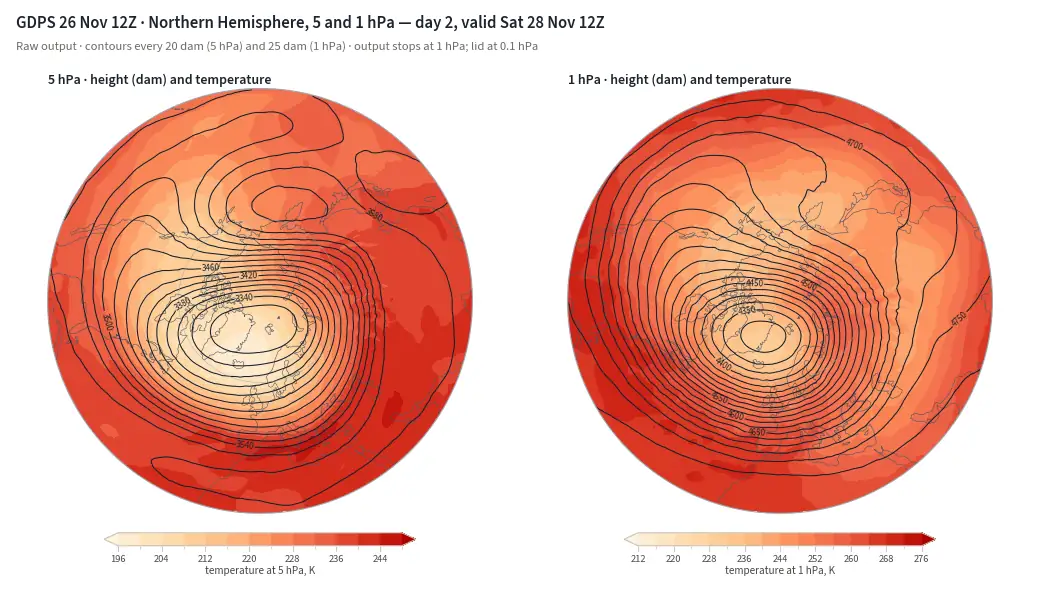 GDPS 26 Nov 12Z · Northern Hemisphere, 5 and 1 hPa — day 2, valid Sat 28 Nov 12Z
Raw output · contours every 20 dam (5 hPa) and 25 dam (1 hPa) · output stops at 1 hPa; lid at 0.1 hPa
5 hPa · height (dam) and temperature
1 hPa · height (dam) and temperature
3580
3460
3420
3340
3380
3500
3540
4700
4450
4500
4350
4750
4400
4550
4600
4650
196 204 212 220 228 236 244
temperature at 5 hPa, K
212 220 228 236 244 252 260 268 276
temperature at 1 hPa, K